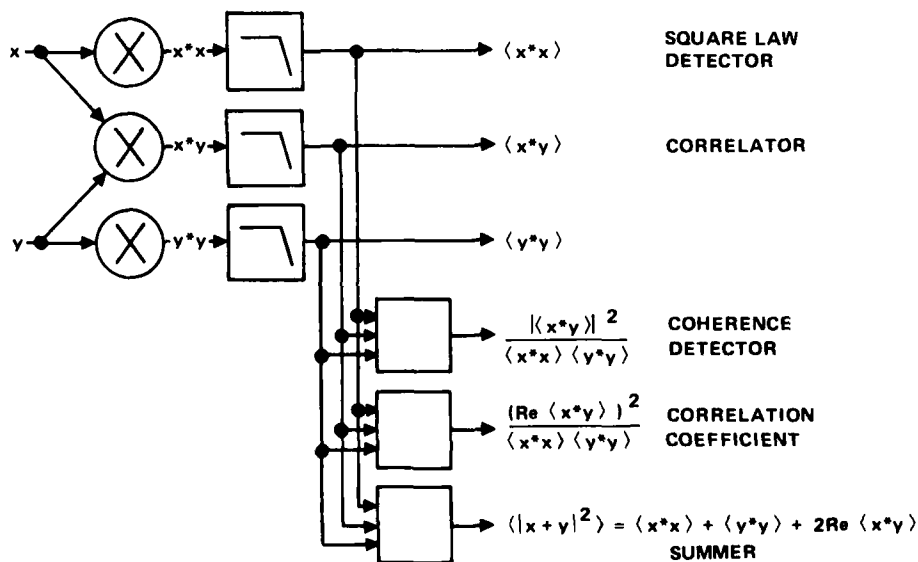 x x*x ⟨x*x⟩ SQUARE LAW
DETECTOR
x*y ⟨x*y⟩ CORRELATOR
y y*y ⟨y*y⟩
|⟨x*y⟩| 2
⟨x*x⟩ ⟨y*y⟩
COHERENCE
DETECTOR
(Re ⟨x*y⟩ ) 2
⟨x*x⟩ ⟨y*y⟩
CORRELATION
COEFFICIENT
⟨|x + y| 2⟩ = ⟨x*x⟩ + ⟨y*y⟩ + 2Re ⟨x*y⟩
SUMMER